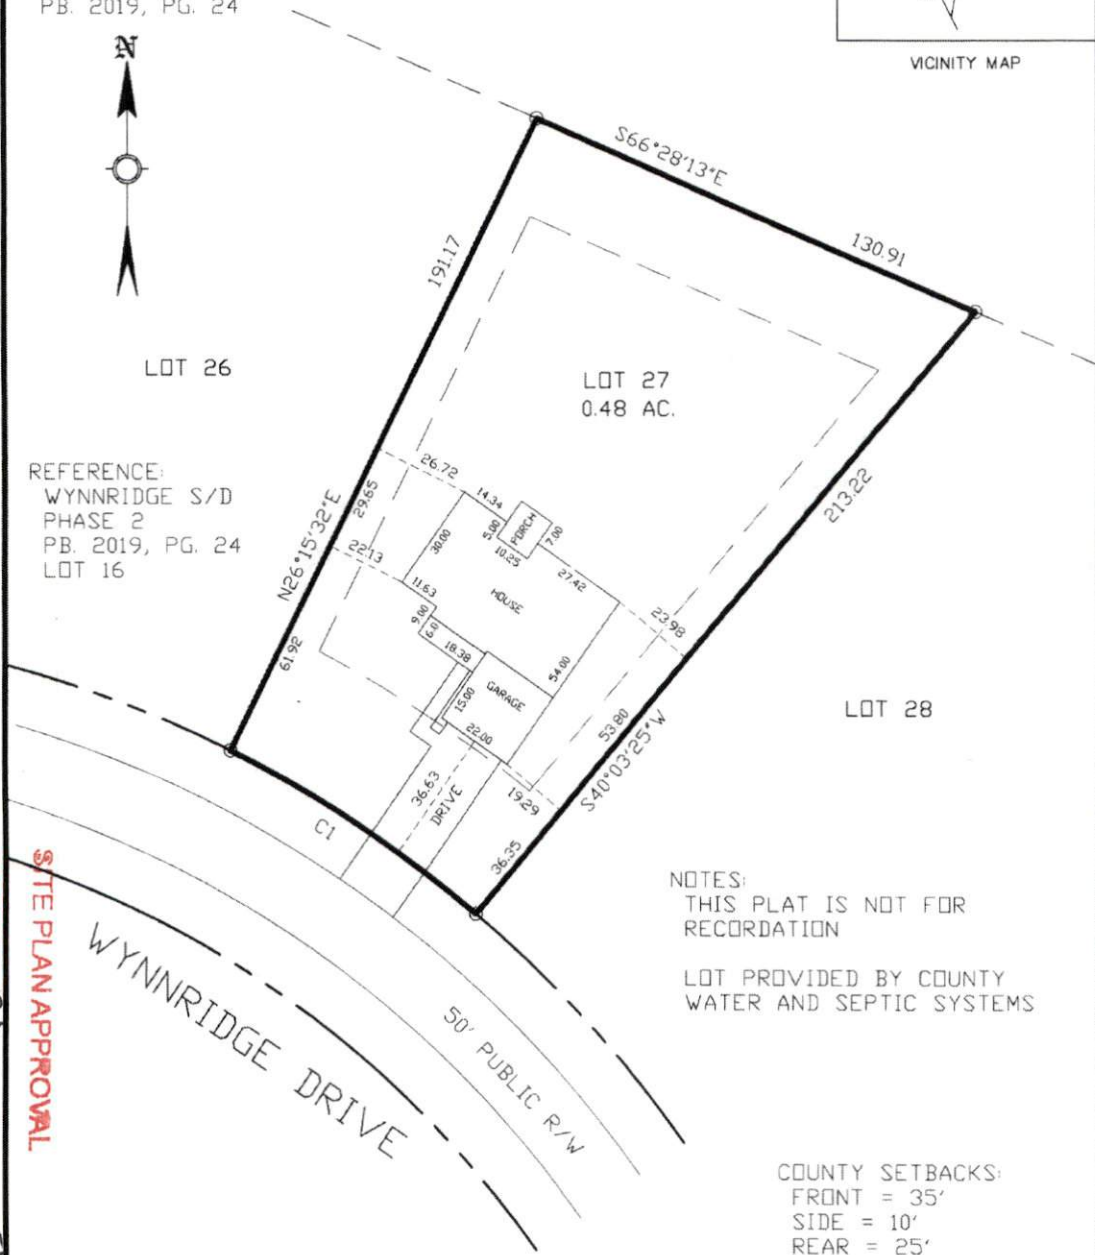 PB. 2019, PG. 24
N
VICINITY MAP
S66°28'13"E
130.91
191.17
LOT 26
LOT 27
0.48 AC.
REFERENCE:
WYNNRIDGE S/D
PHASE 2
PB. 2019, PG. 24
LOT 16
N26°15'32"E
29.65
61.92
26.72
22.13
14.34
5.00
PORCH
7.00
10.25
30.00
27.42
11.63
HOUSE
9.00
6.0
18.38
23.98
54.00
GARAGE
15.00
22.00
213.22
53.80
S40°03'25"W
LOT 28
36.63
DRIVE
19.29
36.35
C1
SITE PLAN APPROVAL
WYNNRIDGE DRIVE
50' PUBLIC R/W
NOTES:
THIS PLAT IS NOT FOR
RECORDATION
LOT PROVIDED BY COUNTY
WATER AND SEPTIC SYSTEMS
COUNTY SETBACKS:
FRONT = 35'
SIDE = 10'
REAR = 25'